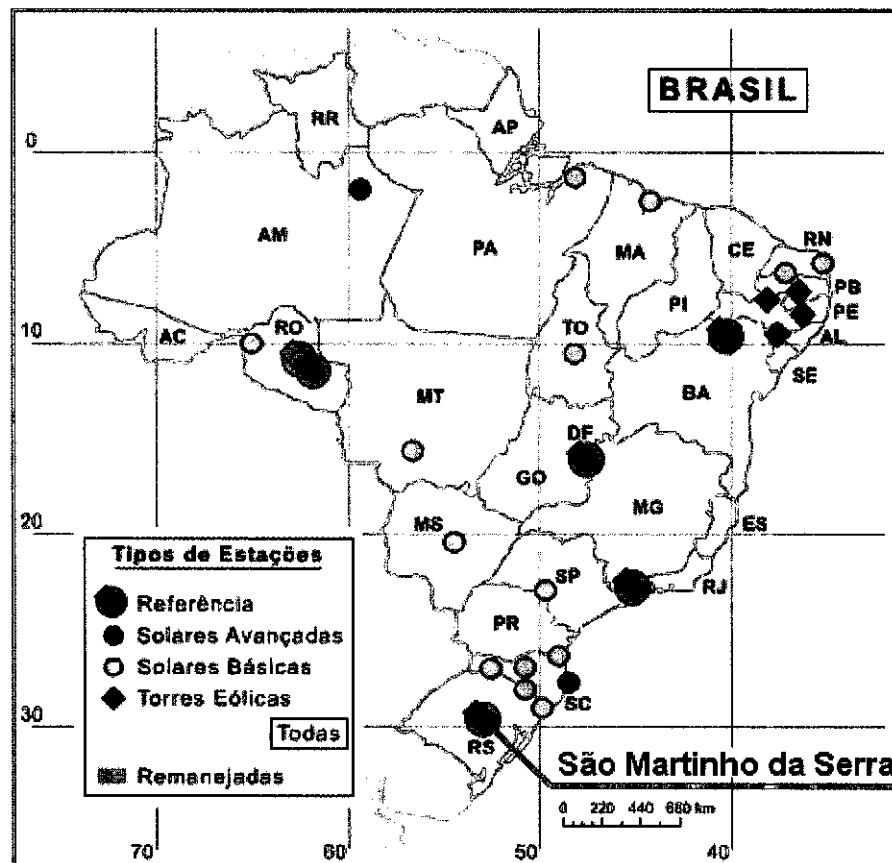 BRASIL
RR
AP
0
AM
PA
MA
CE
RN
PB
PI
PE
AC
RO
TO
10
AL
SE
MT
BA
DF
GO
MG
ES
20
MS
Tipos de Estações
Referência
Solares Avançadas
Solares Básicas
Torres Eólicas
Todas
Remanejadas
SP
RJ
PR
SC
30
RS
São Martinho da Serra
0 220 440 660 km
70 60 50 40